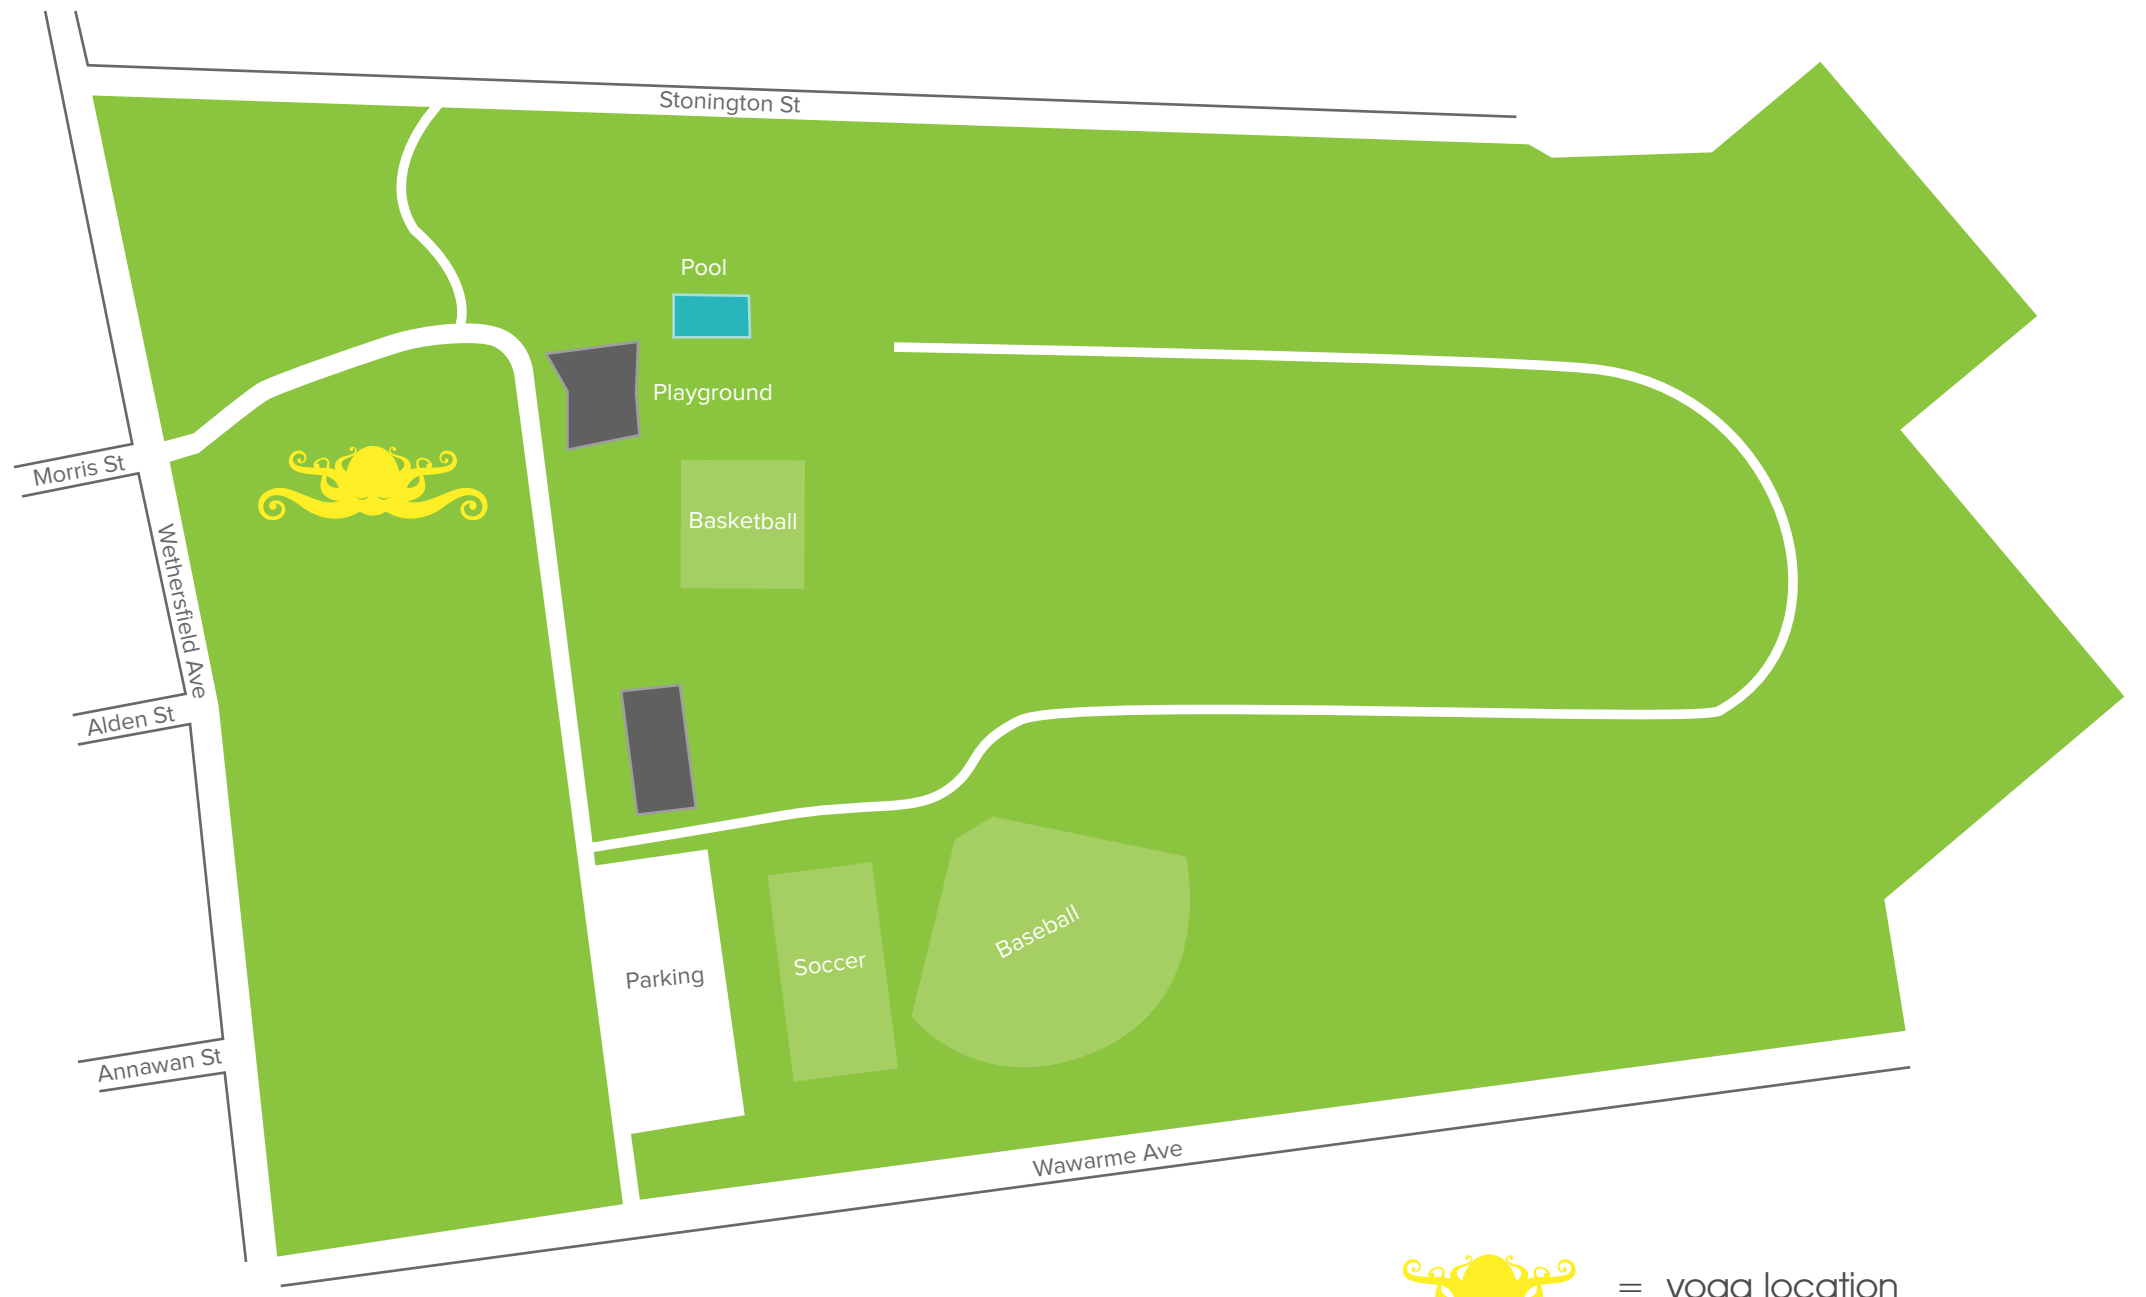 Stonington St
Pool
Playground
Morris St
Basketball
Wethersfield Ave
Alden St
Baseball
Soccer
Parking
Annawan St
Wawarme Ave
= yoga location